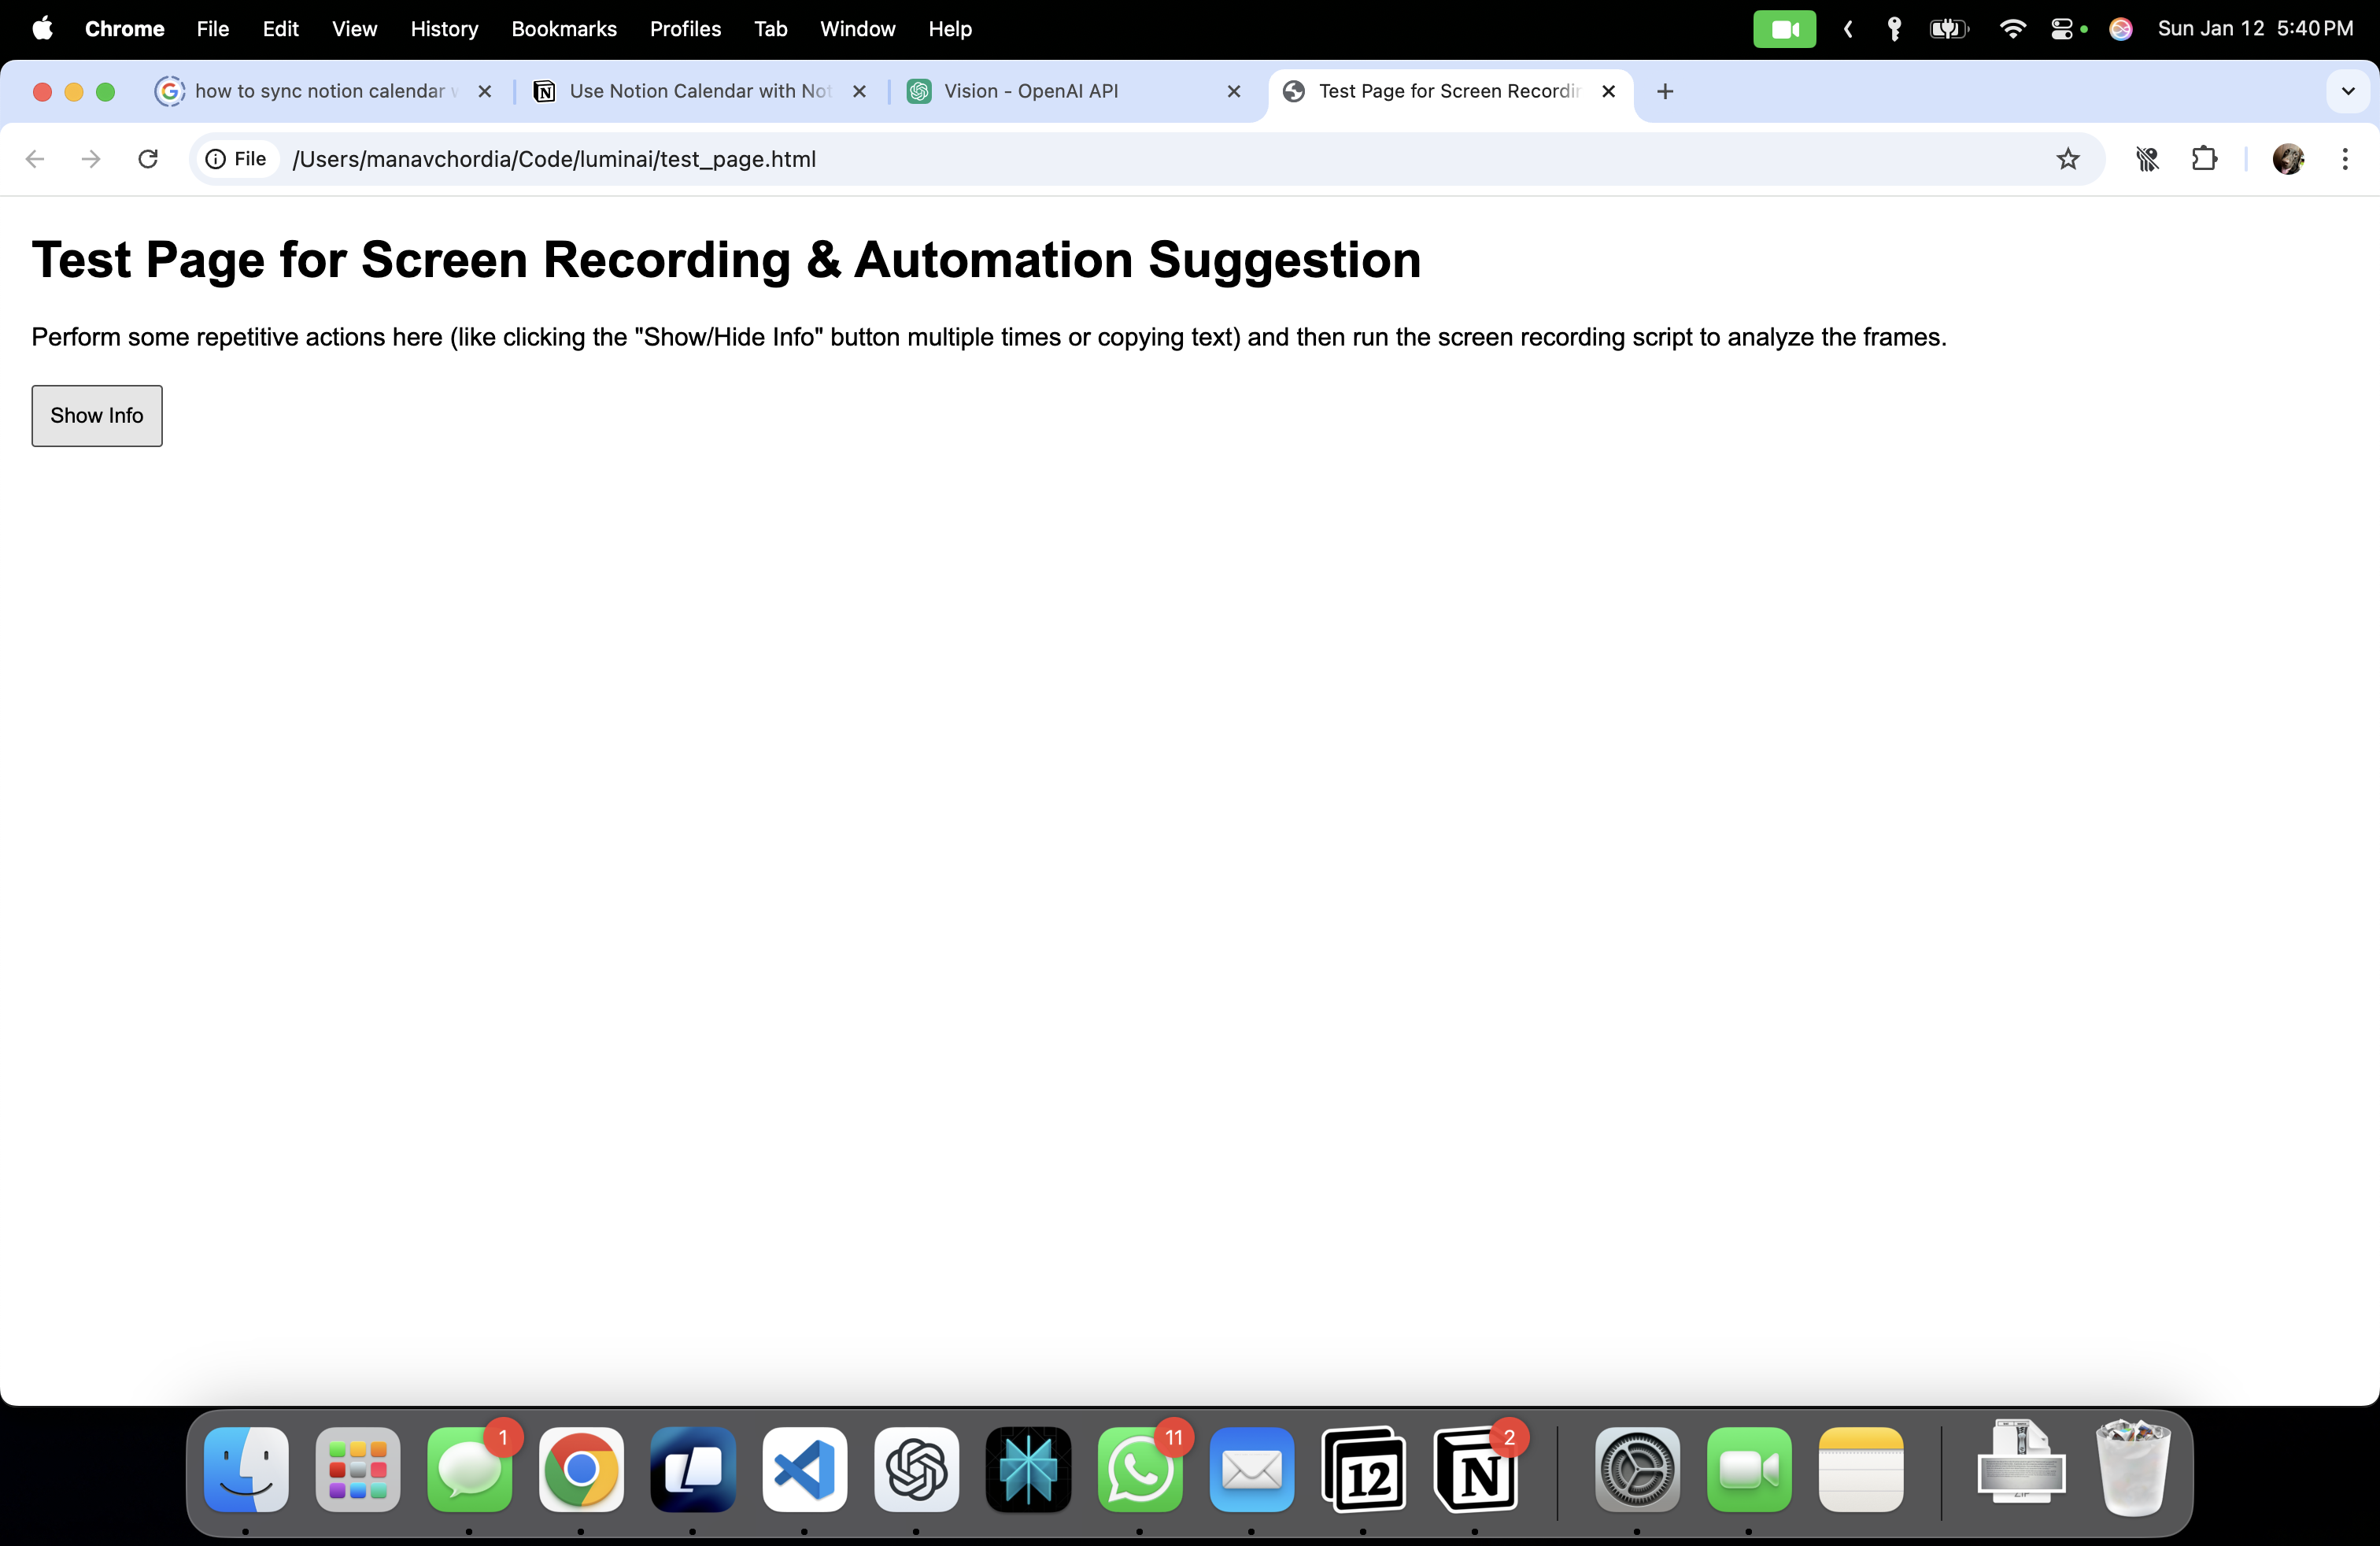 Chrome File Edit View History Bookmarks Profiles Tab Window Help Sun Jan 12 5:40 PM
how to sync notion calendar Use Notion Calendar with Not Vision - OpenAI API Test Page for Screen Recordin
File /Users/manavchordia/Code/luminai/test_page.html
Test Page for Screen Recording & Automation Suggestion
Perform some repetitive actions here (like clicking the "Show/Hide Info" button multiple times or copying text) and then run the screen recording script to analyze the frames.
Show Info
1 11 2
12 N
ZIP